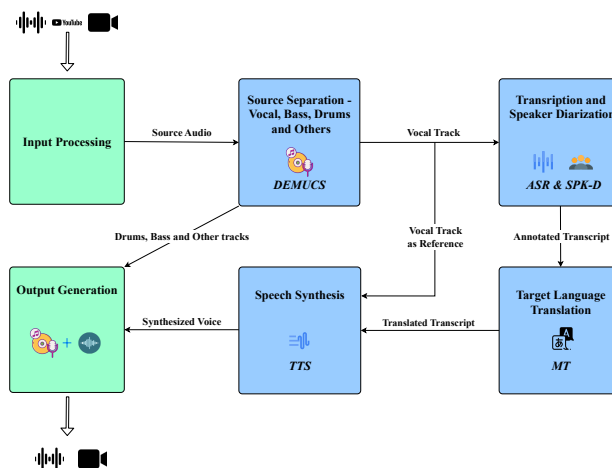 YouTube
Input Processing
Source Audio
Source Separation -
Vocal, Bass, Drums
and Others
DEMUCS
Vocal Track
Transription and
Speaker Diarization
ASR & SPK-D
Drums, Bass and Other tracks
Vocal Track
as Reference
Annotated Transcript
Output Generation
Synthesized Voice
Speech Synthesis
TTS
Translated Transcript
Target Language
Translation
あ
A
MT